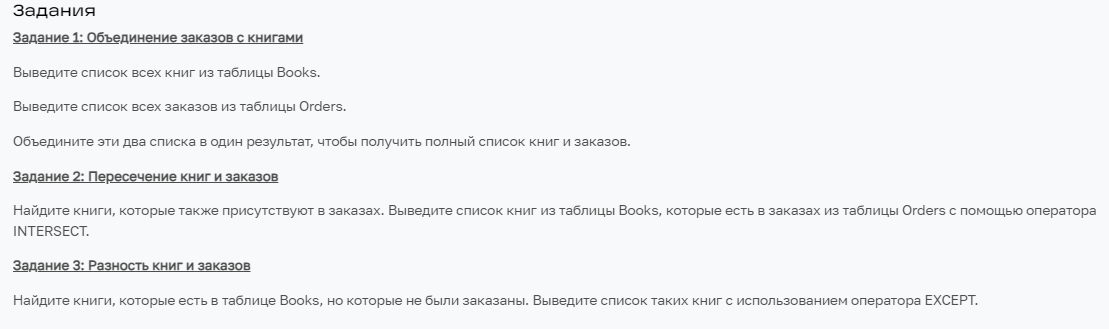 Задания
Задание 1: Объединение заказов с книгами
Выведите список всех книг из таблицы Books.
Выведите список всех заказов из таблицы Orders.
Объедините эти два списка в один результат, чтобы получить полный список книг и заказов.
Задание 2: Пересечение книг и заказов
Найдите книги, которые также присутствуют в заказах. Выведите список книг из таблицы Books, которые есть в заказах из таблицы Orders с помощью оператора
INTERSECT.
Задание 3: Разность книг и заказов
Найдите книги, которые есть в таблице Books, но которые не были заказаны. Выведите список таких книг с использованием оператора EXCEPT.